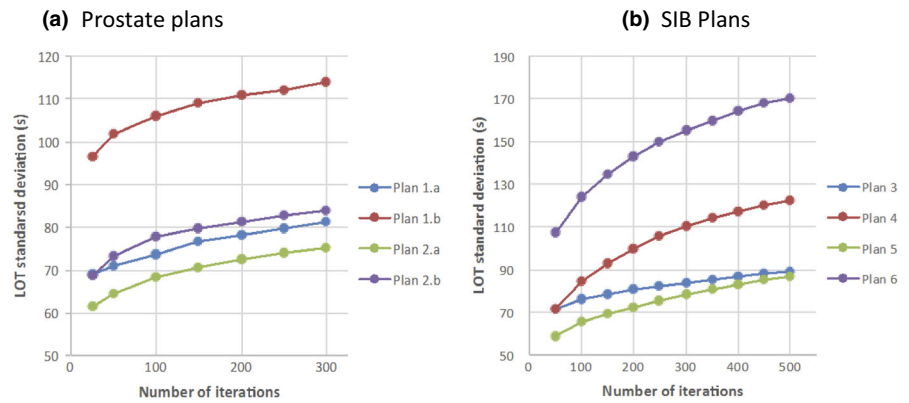 (a) Prostate plans
LOT standarsd deviation (s)
120
110
100
90
80
70
60
50
0
100
200
300
Number of iterations
Plan 1.a
Plan 1.b
Plan 2.a
Plan 2.b
(b) SIB Plans
LOT standard deviation (s)
190
170
150
130
110
90
70
50
0
100
200
300
400
500
Number of iterations
Plan 3
Plan 4
Plan 5
Plan 6